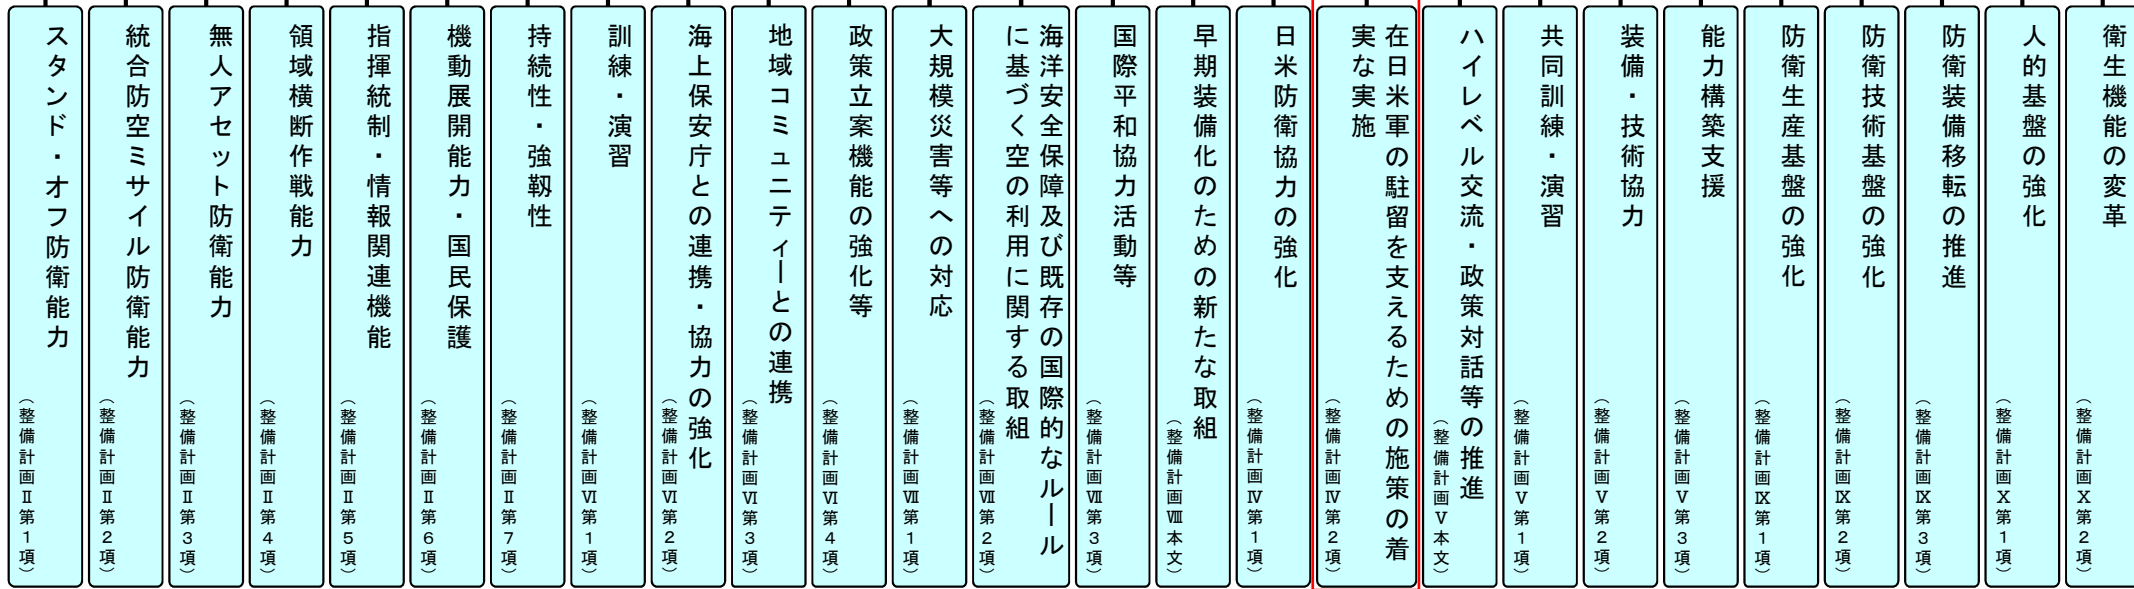 スタンド・オフ防衛能力
（整備計画Ⅱ第1項）
統合防空ミサイル防衛能力
（整備計画Ⅱ第2項）
無人アセット防衛能力
（整備計画Ⅱ第3項）
領域横断作戦能力
（整備計画Ⅱ第4項）
指揮統制・情報関連機能
（整備計画Ⅱ第5項）
機動展開能力・国民保護
（整備計画Ⅱ第6項）
持続性・強靱性
（整備計画Ⅱ第7項）
訓練・演習
（整備計画Ⅵ第1項）
海上保安庁との連携・協力の強化
（整備計画Ⅵ第2項）
地域コミュニティーとの連携
（整備計画Ⅵ第3項）
政策立案機能の強化等
（整備計画Ⅵ第4項）
大規模災害等への対応
（整備計画Ⅶ第1項）
海洋安全保障及び既存の国際的なルール
に基づく空の利用に関する取組
（整備計画Ⅶ第2項）
国際平和協力活動等
（整備計画Ⅶ第3項）
早期装備化のための新たな取組
（整備計画Ⅷ本文）
日米防衛協力の強化
（整備計画Ⅳ第1項）
在日米軍の駐留を支えるための施策の着
実な実施
（整備計画Ⅳ第2項）
ハイレベル交流・政策対話等の推進
（整備計画Ⅴ本文）
共同訓練・演習
（整備計画Ⅴ第1項）
装備・技術協力
（整備計画Ⅴ第2項）
能力構築支援
（整備計画Ⅴ第3項）
防衛生産基盤の強化
（整備計画Ⅸ第1項）
防衛技術基盤の強化
（整備計画Ⅸ第2項）
防衛装備移転の推進
（整備計画Ⅸ第3項）
人的基盤の強化
（整備計画Ⅹ第1項）
衛生機能の変革
（整備計画Ⅹ第2項）